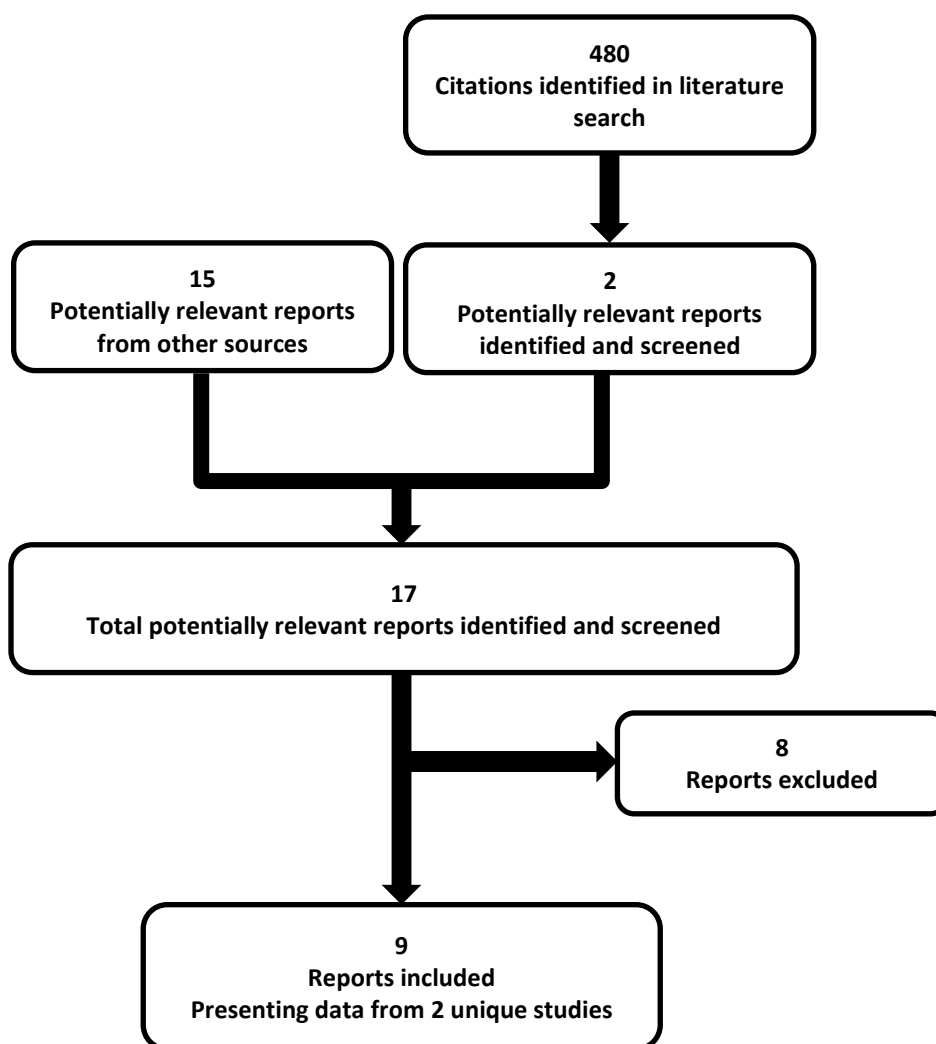 480
Citations identified in literature
search
15
Potentially relevant reports
from other sources
2
Potentially relevant reports
identified and screened
17
Total potentially relevant reports identified and screened
8
Reports excluded
9
Reports included
Presenting data from 2 unique studies